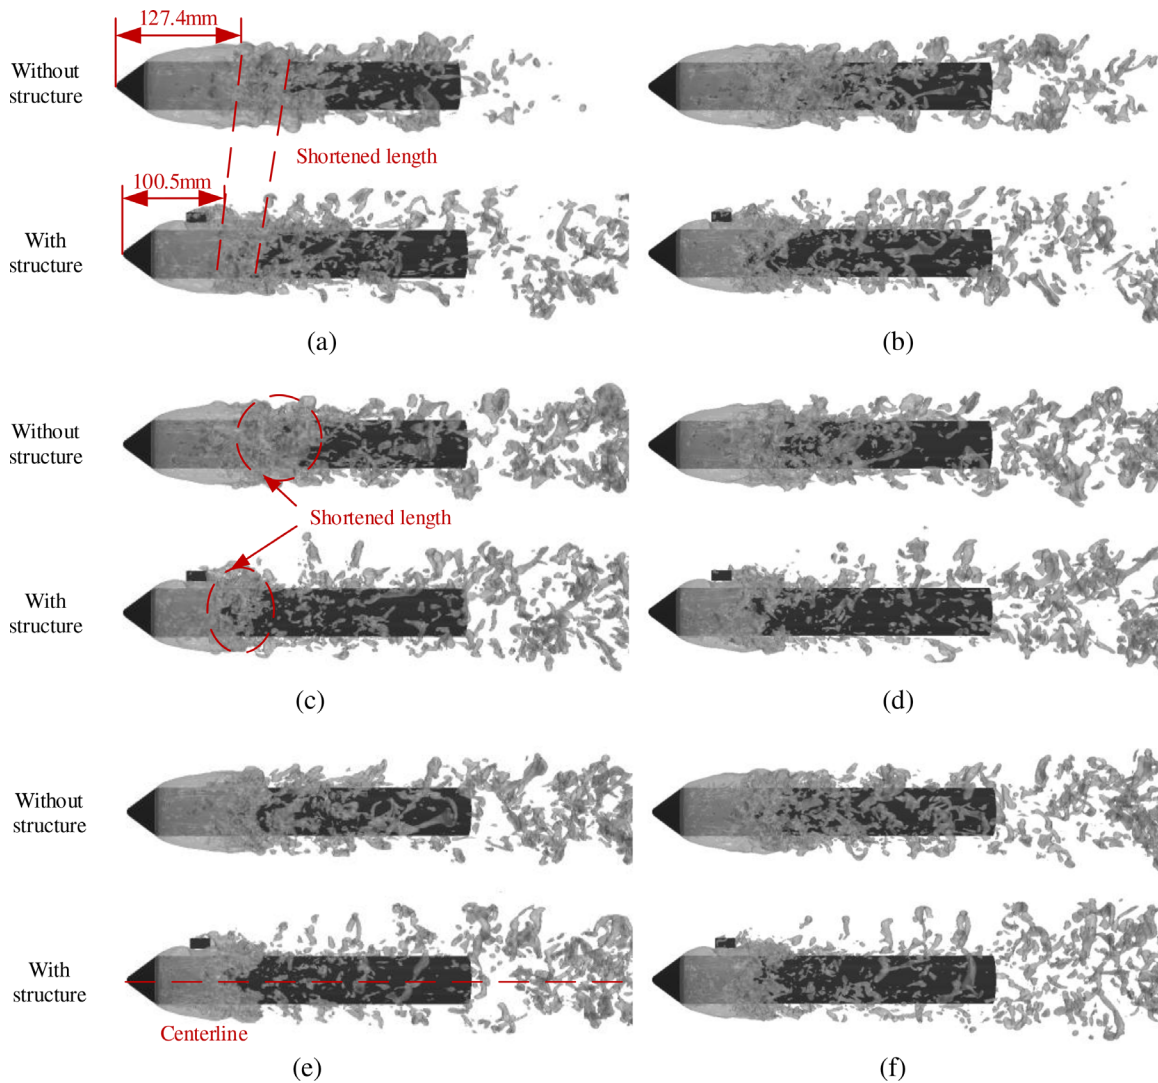 127.4mm
Without
structure
Shortened length
100.5mm
With
structure
(a)
(b)
Without
structure
Shortened length
With
structure
(c)
(d)
Without
structure
With
structure
Centerline
(e)
(f)